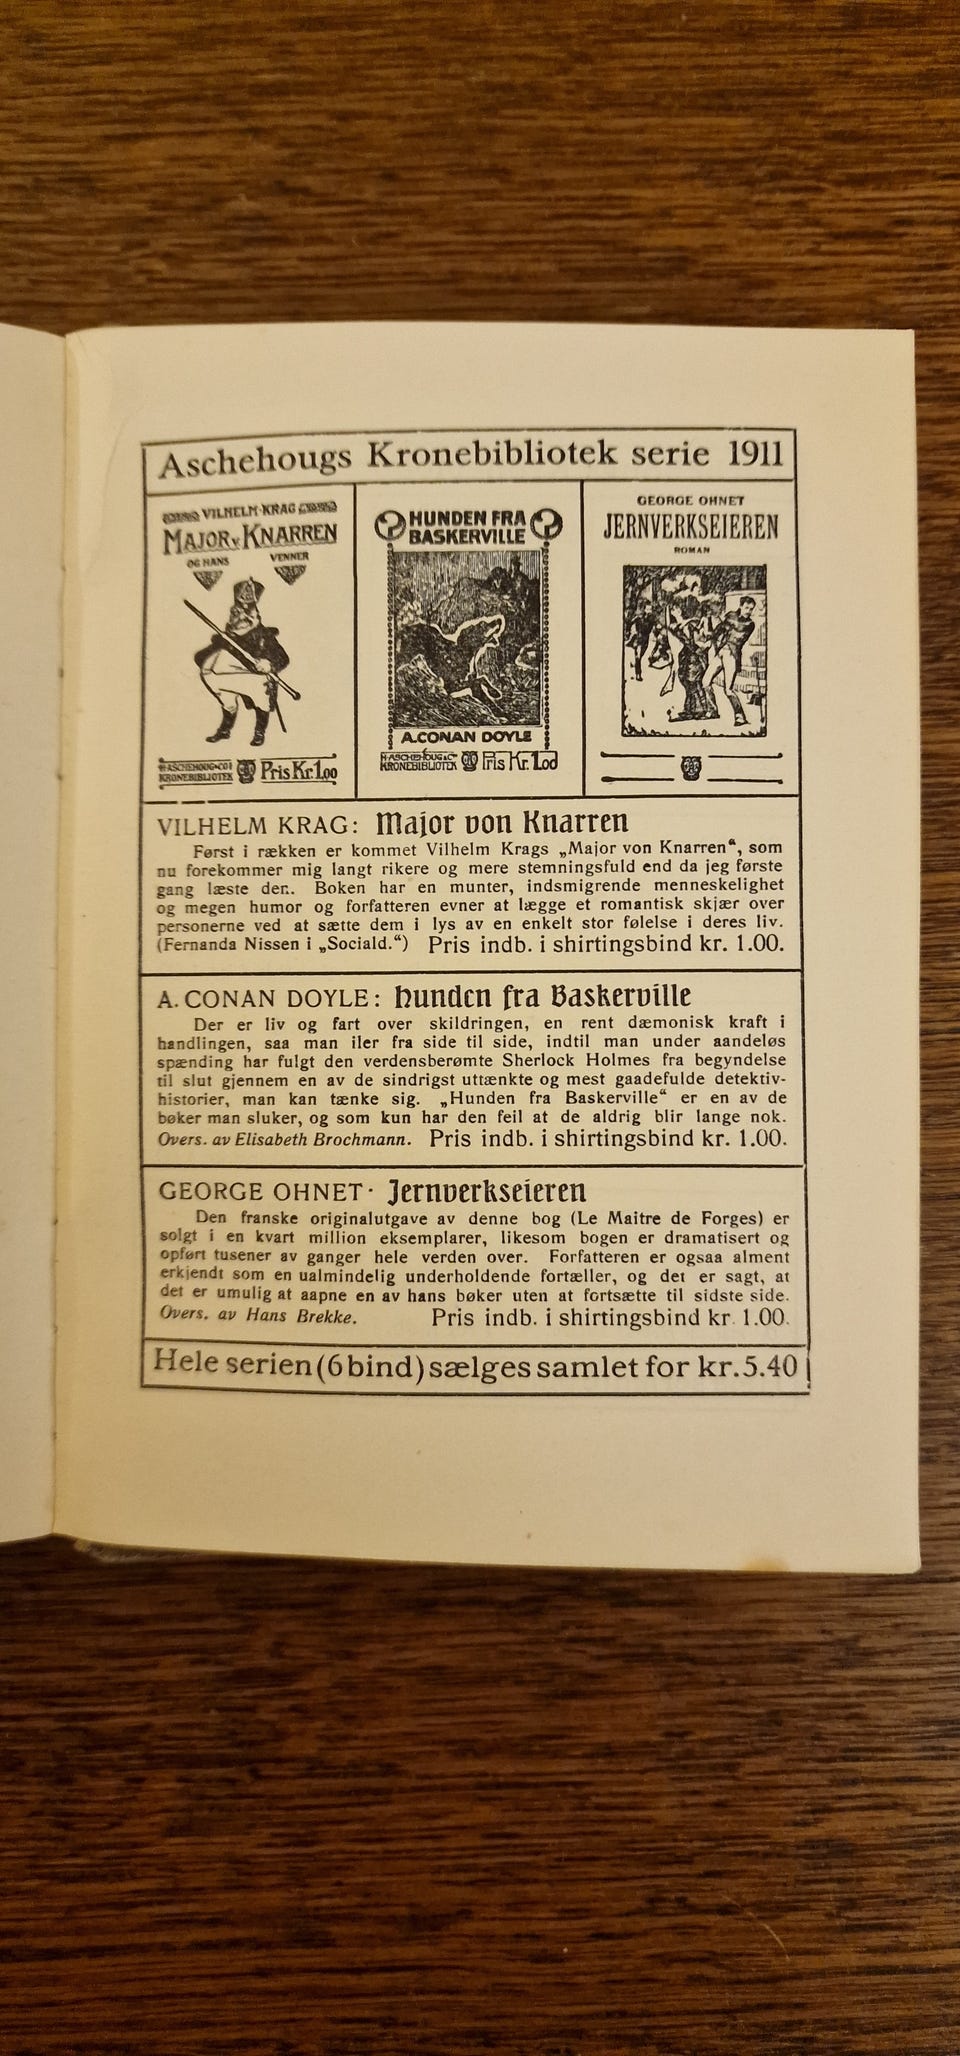 Aschehougs Kronebibliotek serie 1911
VILHELM·KRAG
MAJOR v. KNARREN
OG HANS VENNER
H·ASCHEHOUG·&·CO·S
KRONEBIBLIOTEK
Pris Kr. 1.00
HUNDEN FRA
BASKERVILLE
A. CONAN DOYLE
H·ASCHEHOUG & C
KRONEBIBLIOTEK
Pris Kr. 1.00
GEORGE OHNET
JERNVERKSEIEREN
ROMAN
VILHELM KRAG: Major von Knarren
Først i rækken er kommet Vilhelm Krags „Major von Knarren“, som
nu forekommer mig langt rikere og mere stemningsfuld end da jeg første
gang læste den. Boken har en munter, indsmigrende menneskelighet
og megen humor og forfatteren evner at lægge et romantisk skjær over
personerne ved at sætte dem i lys av en enkelt stor følelse i deres liv.
(Fernanda Nissen i „Sociald.“) Pris indb. i shirtingsbind kr. 1.00.
A. CONAN DOYLE: Hunden fra Baskerville
Der er liv og fart over skildringen, en rent dæmonisk kraft i
handlingen, saa man iler fra side til side, indtil man under aandeløs
spænding har fulgt den verdensberømte Sherlock Holmes fra begyndelse
til slut gjennem en av de sindrigst uttænkte og mest gaadefulde detektiv-
historier, man kan tænke sig. „Hunden fra Baskerville“ er en av de
bøker man sluker, og som kun har den feil at de aldrig blir lange nok.
Overs. av Elisabeth Brochmann. Pris indb. i shirtingsbind kr. 1.00.
GEORGE OHNET· Jernverkseieren
Den franske originalutgave av denne bog (Le Maitre de Forges) er
solgt i en kvart million eksemplarer, likesom bogen er dramatisert og
opført tusener av ganger hele verden over. Forfatteren er ogsaa alment
erkjendt som en ualmindelig underholdende fortæller, og det er sagt, at
det er umulig at aapne en av hans bøker uten at fortsætte til sidste side.
Overs. av Hans Brekke. Pris indb. i shirtingsbind kr. 1.00.
Hele serien (6 bind) sælges samlet for kr. 5.40